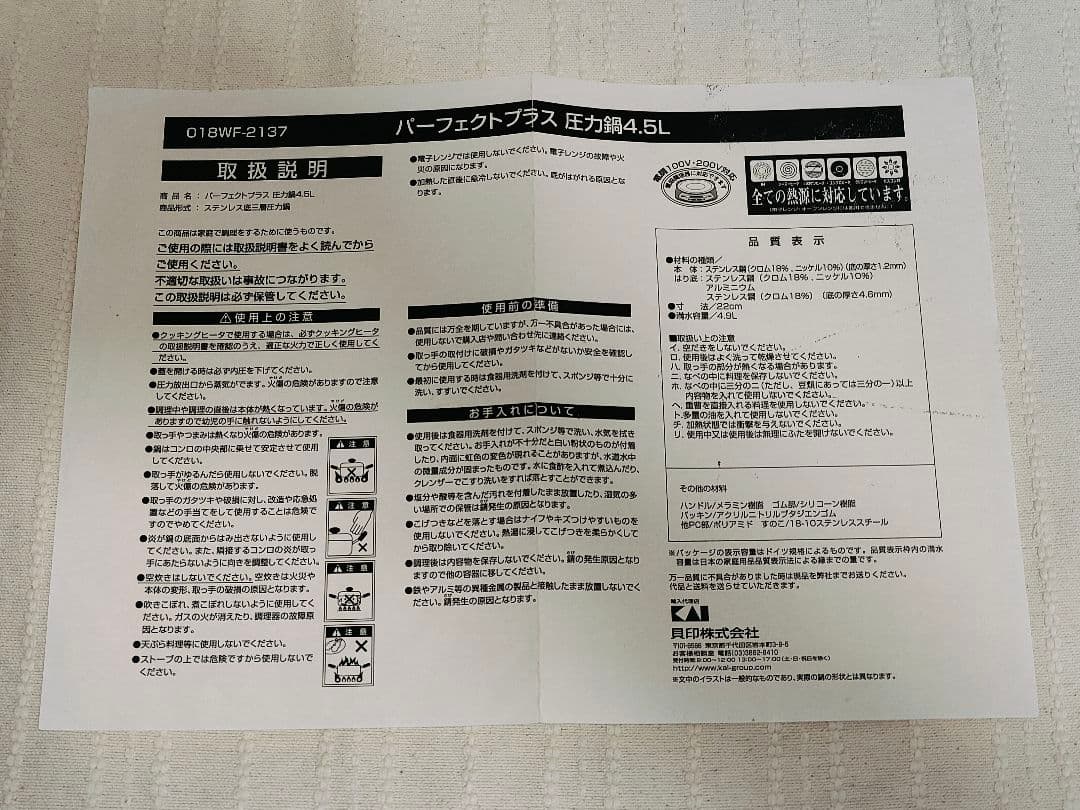 018WF-2137
パーフェクトプラス 圧力鍋4.5L
取扱説明
商 品 名： パーフェクトプラス 圧力鍋4.5L
商品形式： ステンレス底三層圧力鍋
この商品は家庭で調理をするために使うものです。
ご使用の際には取扱説明書をよく読んでから
ご使用ください。
不適切な取扱いは事故につながります。
この取扱説明は必ず保管してください。
使用上の注意
●クッキングヒータで使用する場合は、必ずクッキングヒータ
の取扱説明書を確認のうえ、適正な火力で正しく使用してく
ださい。
●蓋を開ける時は必ず内圧を下げてください。
●圧力放出口から蒸気がでます。火傷の危険がありますので注意
してください。
●調理中や調理の直後は本体が熱くなっています。火傷の危険が
ありますので幼児の手に触れないようにしてください。
●取っ手やつまみは熱くなり火傷の危険があります。
●鍋はコンロの中央部に乗せて安定させて使用
してください。
●取っ手がゆるんだら使用しないでください。脱
落して火傷の危険があります。
●取っ手のガタツキや破損に対し、改造や応急処
置などの手当てをして使用することは危険で
すのでやめてください。
●炎が鍋の底面からはみ出さないように使用し
てください。また、隣接するコンロの炎が取っ
手にあたらないように向きを調整してください。
●空炊きはしないでください。空炊きは火災や
本体の変形、取っ手の破損の原因となります。
●吹きこぼれ、煮こぼれしないように使用してく
ださい。ガスの火が消えたり、調理器の故障原
因となります。
●天ぷら料理等に使用しないでください。
●ストーブの上では危険ですから使用しないで
ください。
注 意
注 意
注 意
注 意
●電子レンジでは使用しないでください。電子レンジの故障や火
災の原因になります。
●加熱した直後に急冷しないでください。底がはがれる原因とな
ります。
使用前の準備
●品質には万全を期していますが、万一不具合があった場合には、
使用しないで購入店や問い合わせ先に連絡ください。
●取っ手の取付けに破損やガタツキなどがないか安全を確認し
てから使用してください。
●最初に使用する時は食器用洗剤を付けて、スポンジ等で十分に
洗い、すすいでください。
お手入れについて
●使用後は食器用洗剤を付けて、スポンジ等で洗い、水気を拭き
取ってください。お手入れが不十分だと白い粉状のものが付着
したり、内面に虹色の変色が現れることがありますが、水道水中
の微量成分が固まったものです。水に食酢を入れて煮込んだり、
クレンザーでこすり洗いをすれば落とすことができます。
●塩分や酸等を含んだ汚れを付着したまま放置したり、湿気の多
い場所での保管は錆発生の原因となります。
●こげつきなどを落とす場合はナイフやキズつけやすいものを
使用しないでください。熱湯に浸してこげつきを柔らかくして
から取り除いてください。
●調理後は内容物を保存しないでください。錆の発生原因となり
ますので他の容器に移してください。
●鉄やアルミ等の異種金属の製品と接触したまま放置しないでく
ださい。錆発生の原因となります。
電磁100V・200V対応
全ての熱源に対応しています。
品 質 表 示
●材料の種類／
本 体：ステンレス鋼（クロム18％、ニッケル10％）（底の厚さ1.2mm）
はり底：ステンレス鋼（クロム18％、ニッケル10％）
アルミニウム
ステンレス鋼（クロム18％）（底の厚さ4.6mm）
●寸 法／22cm
●満水容量／4.9L
■取扱い上の注意
イ. 空だきをしないでください。
ロ. 使用後はよく洗って乾燥させてください。
ハ. 取っ手の部分が熱くなる場合があります。
ニ. なべの中に料理を保存しないでください。
ホ. なべの中に三分の二（ただし、豆類にあっては三分の一）以上
内容物を入れて使用しないでください。
ヘ. 重曹を直接入れる料理を使用しないでください。
ト. 多量の油を入れて使用しないでください。
チ. 加熱状態では衝撃を与えないでください。
リ. 使用中又は使用後は無理にふたを開けないでください。
その他の材料
ハンドル/メラミン樹脂 ゴム部/シリコーン樹脂
パッキン/アクリルニトリルブタジエンゴム
他PC部/ポリアミド すのこ/18-10ステンレススチール
※パッケージの表示容量はドイツ規格によるものです。品質表示枠内の満水
容量は日本の家庭用品品質表示法による縁までの量です。
万一品質に不具合がありました時は現品を弊社までお送りください。
代品と送料を送らせていただきます。
輸入代理店
KAI
貝印株式会社
〒101-8586 東京都千代田区岩本町3-9-5
お客様相談室 電話(03)3862-6410
受付時間9:00〜12:00 13:00〜17:00（土・日・祝日を除く）
http://www.kai-group.com
※文中のイラストは一般的なものであり、実際の鍋の形状とは異なります。